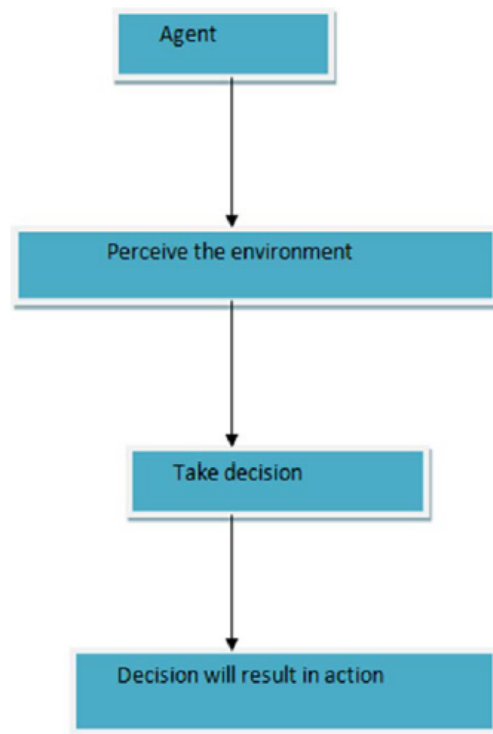 Agent
Perceive the environment
Take decision
Decision will result in action